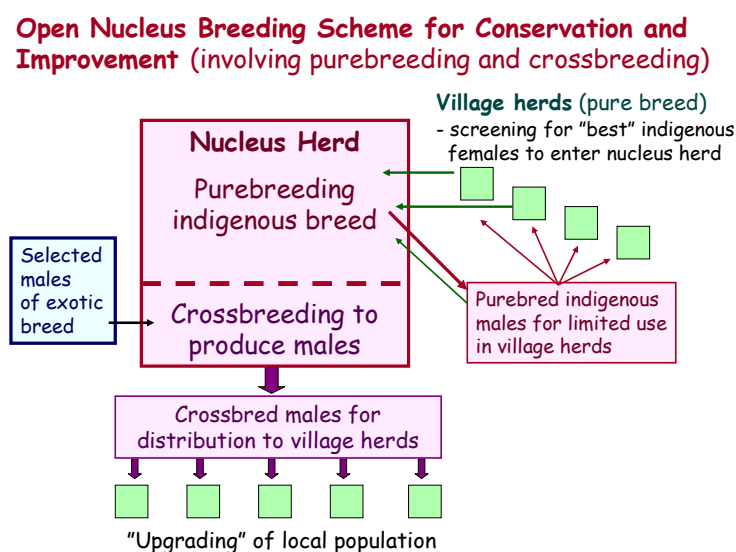 Open Nucleus Breeding Scheme for Conservation and
Improvement (involving purebreeding and crossbreeding)
Village herds (pure breed)
- screening for "best" indigenous
females to enter nucleus herd
Nucleus Herd
Purebreeding
indigenous breed
Selected
males
of exotic
breed
Crossbreeding to
produce males
Purebred indigenous
males for limited use
in village herds
Crossbred males for
distribution to village herds
"Upgrading" of local population